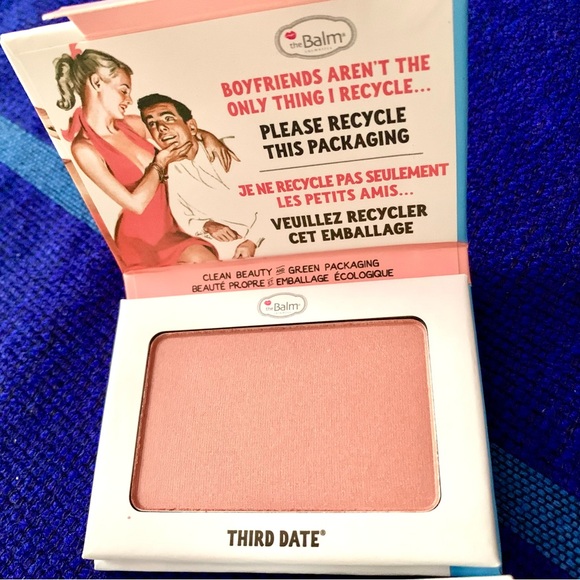 theBalm®
COSMETICS
BOYFRIENDS AREN'T THE
ONLY THING I RECYCLE...
PLEASE RECYCLE
THIS PACKAGING
JE NE RECYCLE PAS SEULEMENT
LES PETITS AMIS...
VEUILLEZ RECYCLER
CET EMBALLAGE
CLEAN BEAUTY AND GREEN PACKAGING
BEAUTÉ PROPRE ET EMBALLAGE ÉCOLOGIQUE
theBalm®
THIRD DATE®